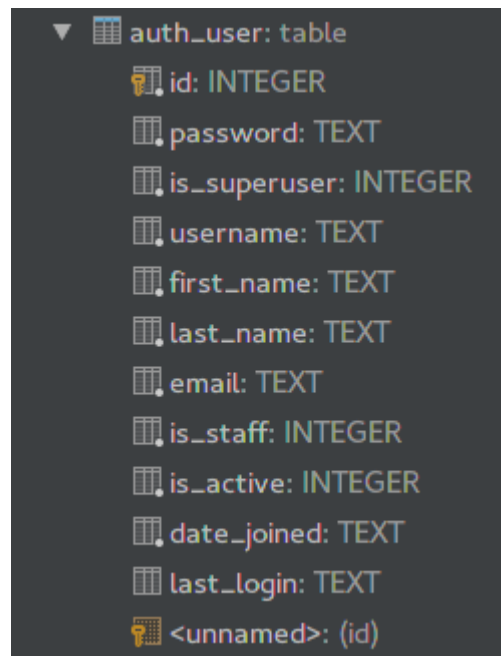 auth_user: table
id: INTEGER
password: TEXT
is_superuser: INTEGER
username: TEXT
first_name: TEXT
last_name: TEXT
email: TEXT
is_staff: INTEGER
is_active: INTEGER
date_joined: TEXT
last_login: TEXT
<unnamed>: (id)